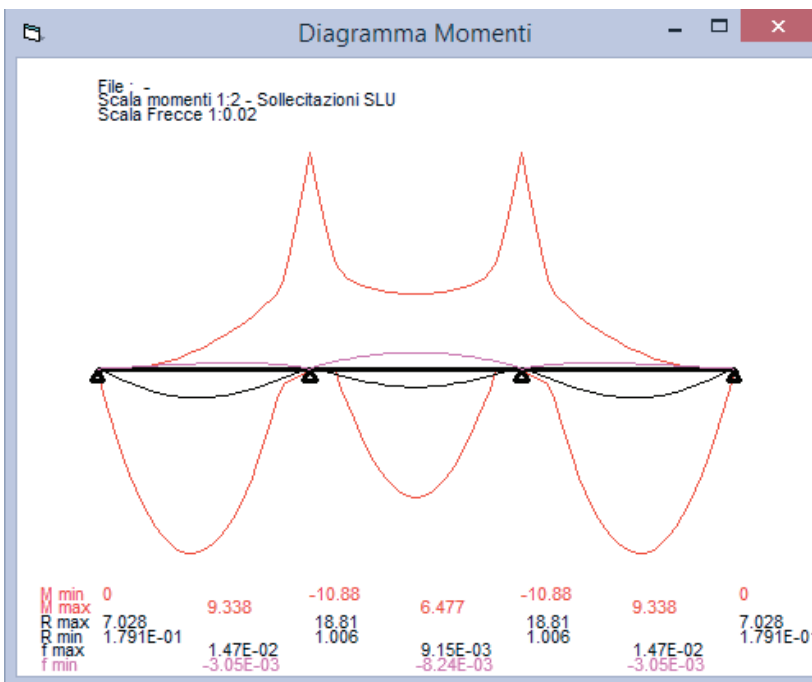 Diagramma Momenti
File : -
Scala momenti 1:2 - Sollecitazioni SLU
Scala Frecce 1:0.02
M min 0 -10.88 -10.88 0
M max 9.338 6.477 9.338
R max 7.028 18.81 18.81 7.028
R min 1.791E-01 1.006 1.006 1.791E-01
f max 1.47E-02 9.15E-03 1.47E-02
f min -3.05E-03 -8.24E-03 -3.05E-03